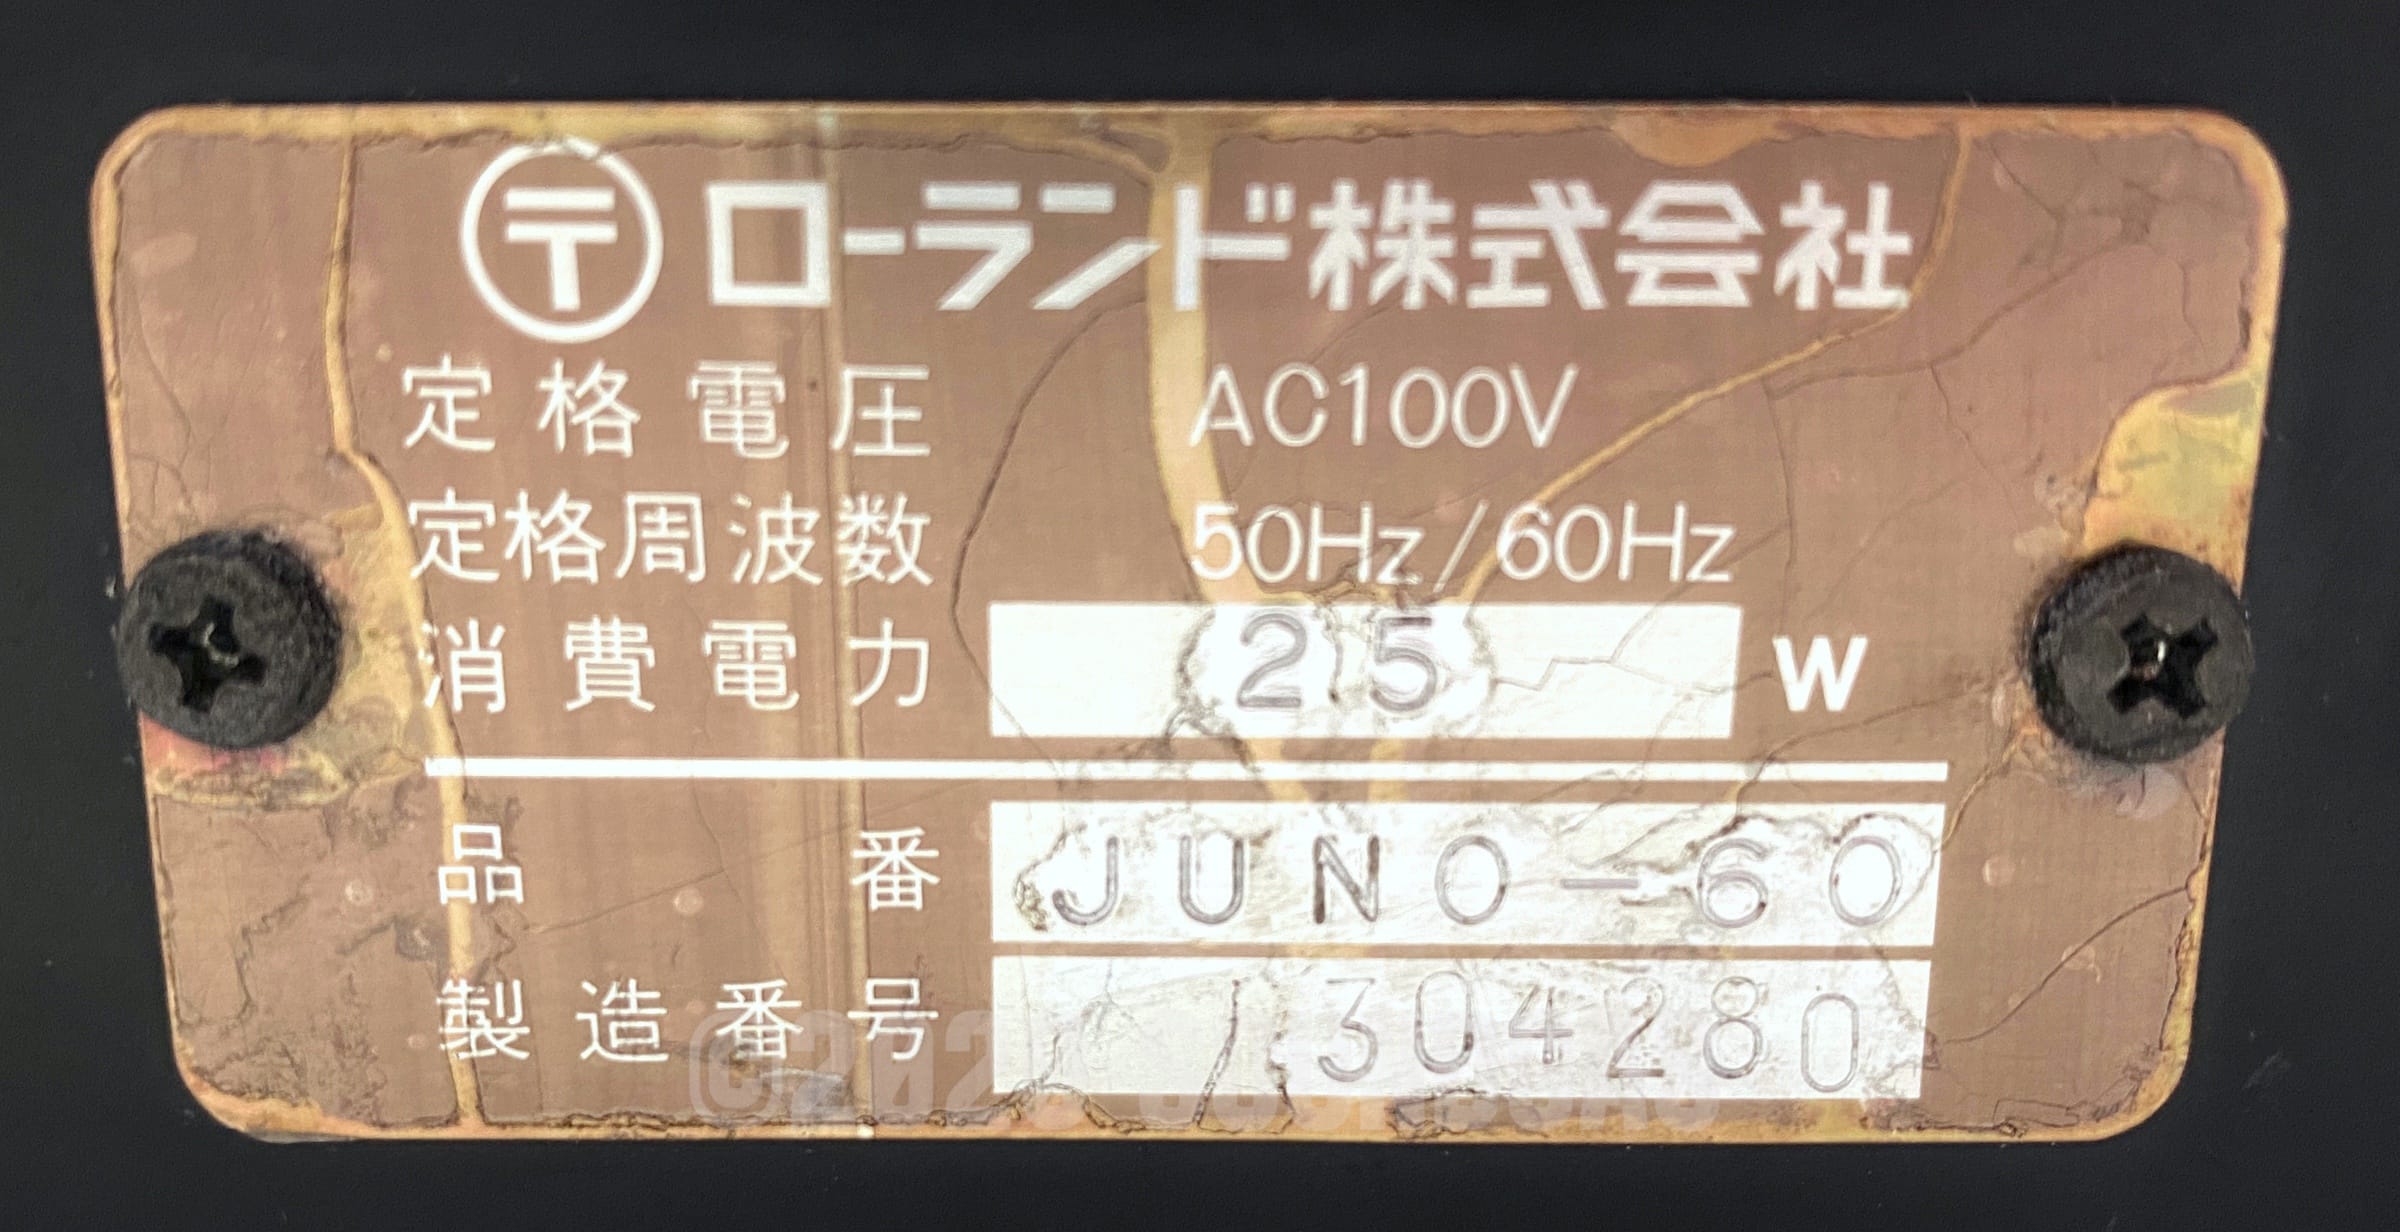 〒 ローランド株式会社
定格電圧 AC100V
定格周波数 50Hz/60Hz
消費電力 25 W
品番 JUNO-60
製造番号 304280